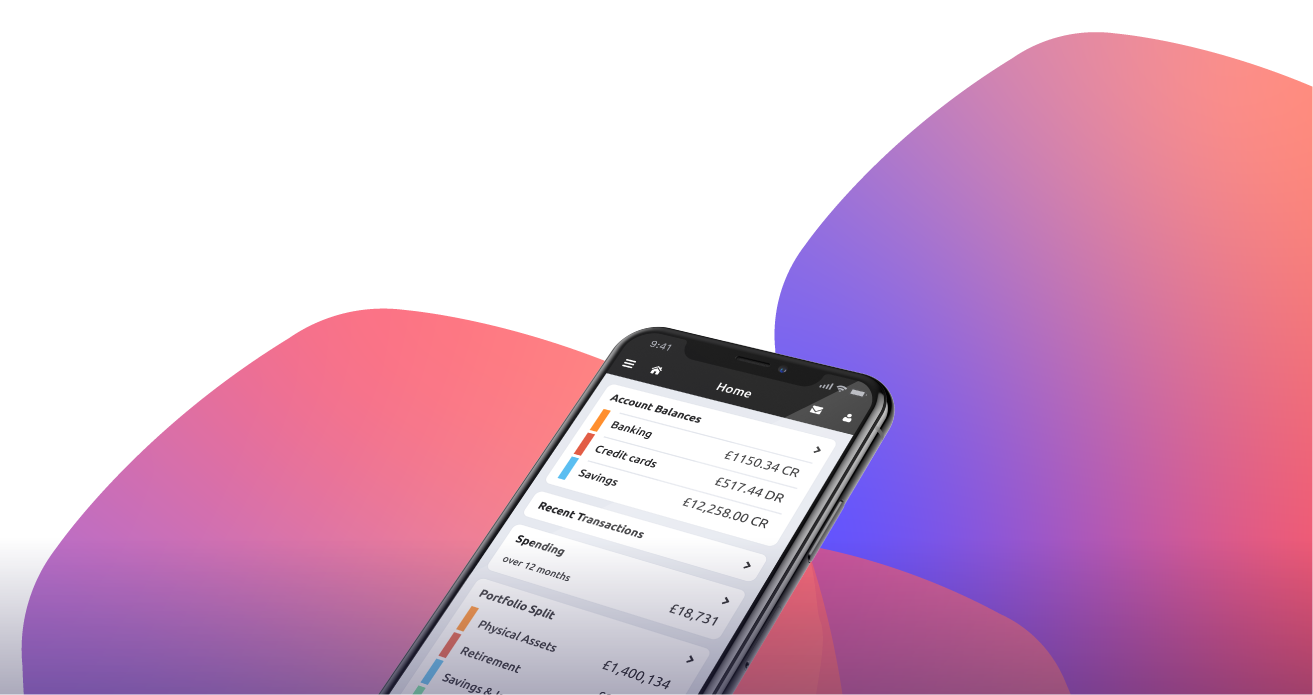 9:41
Home
Account Balances
Banking £1150.34 CR
Credit cards £517.44 DR
Savings £12,258.00 CR
Recent Transactions
Spending
over 12 months £18,731
Portfolio Split
Physical Assets £1,400,134
Retirement
Savings &